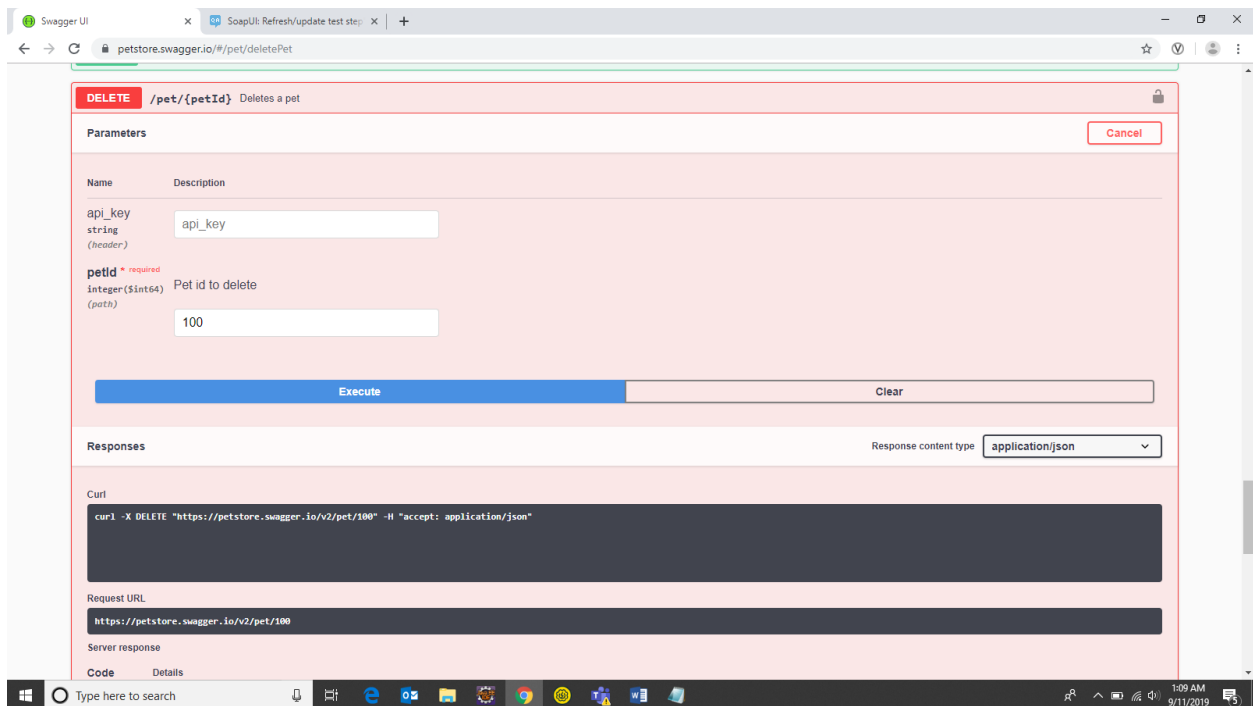 Swagger UI
SoapUI: Refresh/update test step
petstore.swagger.io/#/pet/deletePet
DELETE /pet/{petId} Deletes a pet
Parameters
Cancel
Name Description
api_key
string
(header)
api_key
petId * required
integer($int64)
(path)
Pet id to delete
100
Execute
Clear
Responses
Response content type application/json
Curl
curl -X DELETE "https://petstore.swagger.io/v2/pet/100" -H "accept: application/json"
Request URL
https://petstore.swagger.io/v2/pet/100
Server response
Code Details
Type here to search
1:09 AM
9/11/2019